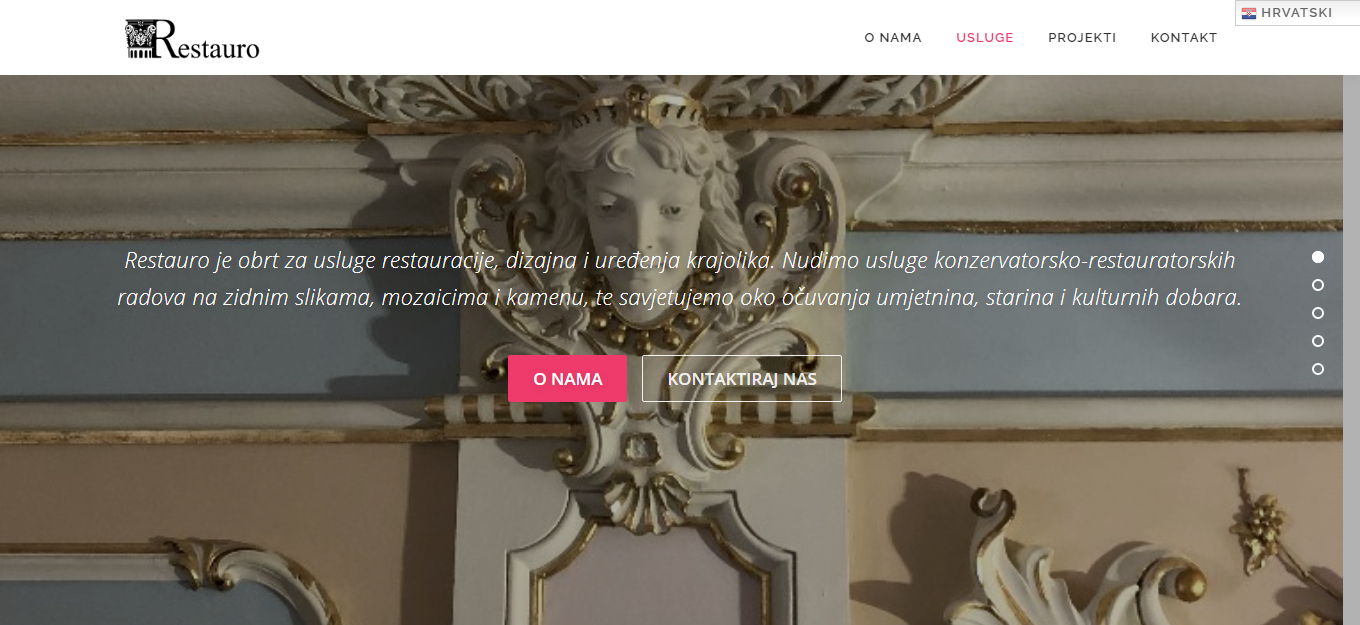 Restauro
O NAMA
USLUGE
PROJEKTI
KONTAKT
HRVATSKI
Restauro je obrt za usluge restauracije, dizajna i uređenja krajolika. Nudimo usluge konzervatorsko-restauratorskih
radova na zidnim slikama, mozaicima i kamenu, te savjetujemo oko očuvanja umjetnina, starina i kulturnih dobara.
O NAMA
KONTAKTIRAJ NAS